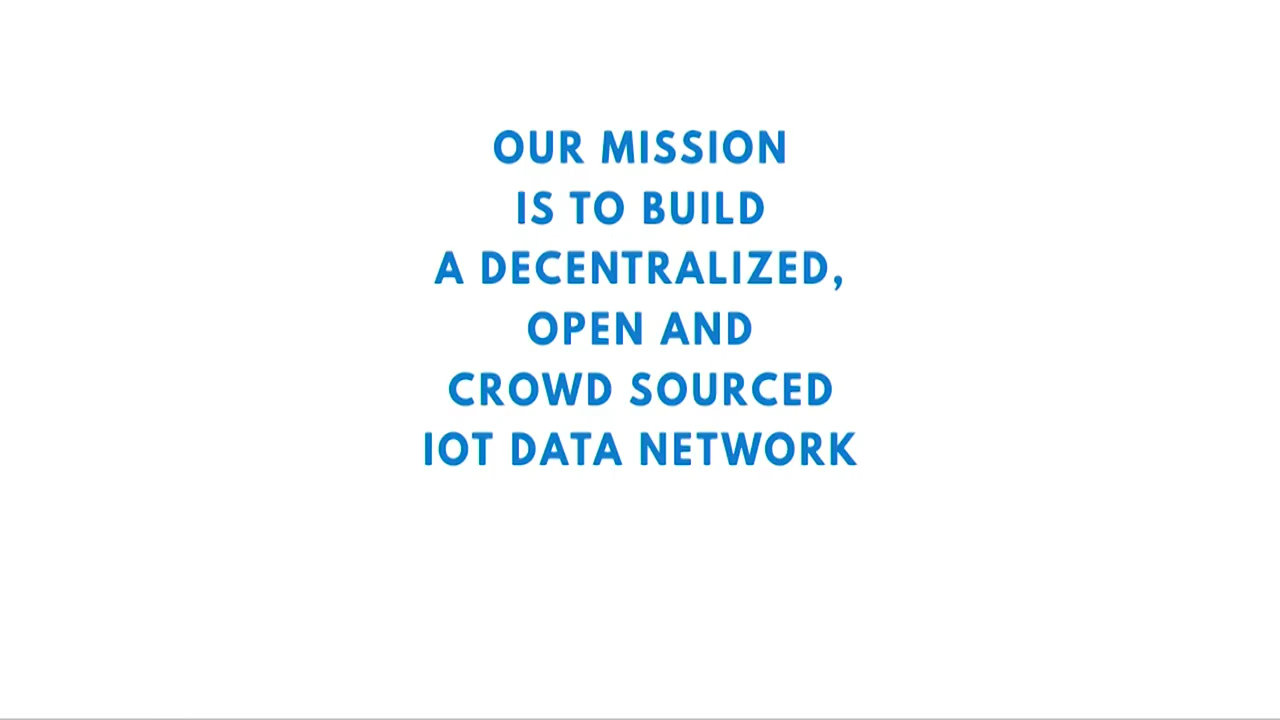 OUR MISSION
IS TO BUILD
A DECENTRALIZED,
OPEN AND
CROWD SOURCED
IOT DATA NETWORK